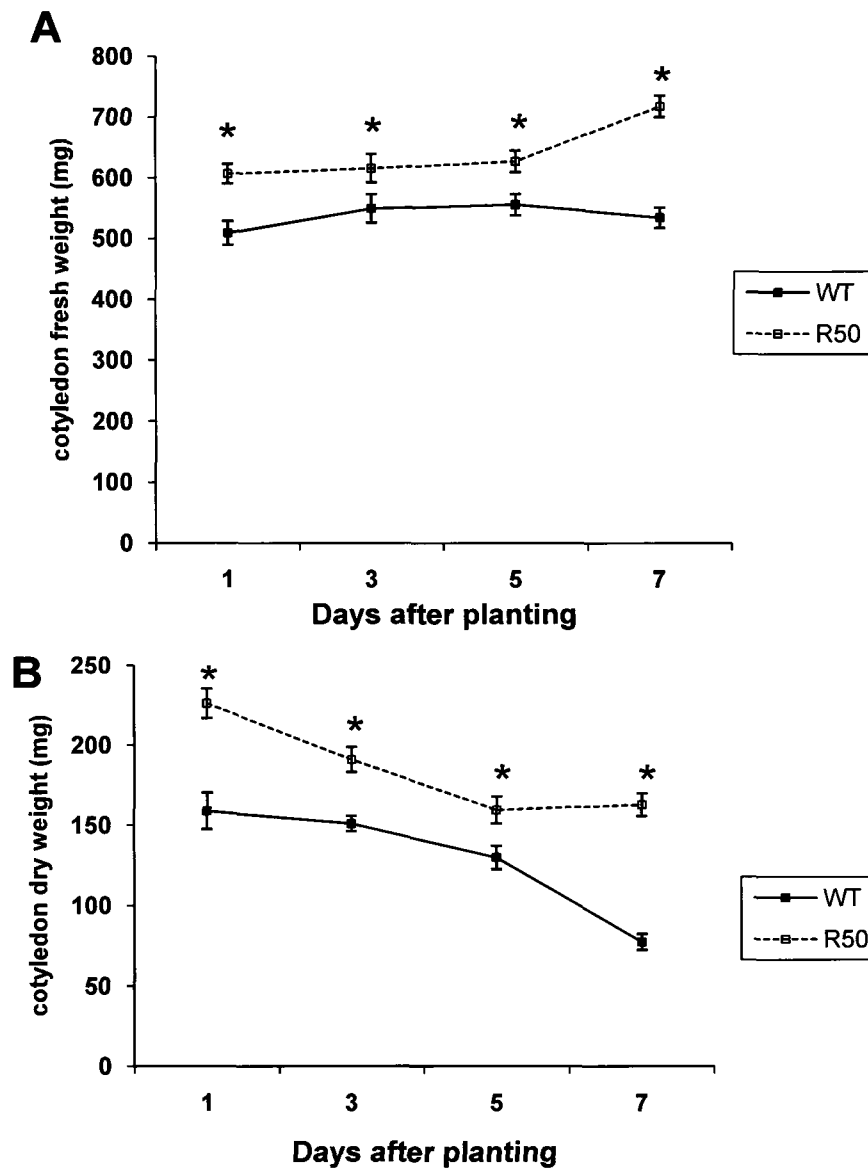 A
cotyledon fresh weight (mg)
800
700
600
500
400
300
200
100
0
*
*
*
*
1 3 5 7
Days after planting
WT
R50
B
cotyledon dry weight (mg)
250
200
150
100
50
0
*
*
*
*
1 3 5 7
Days after planting
WT
R50